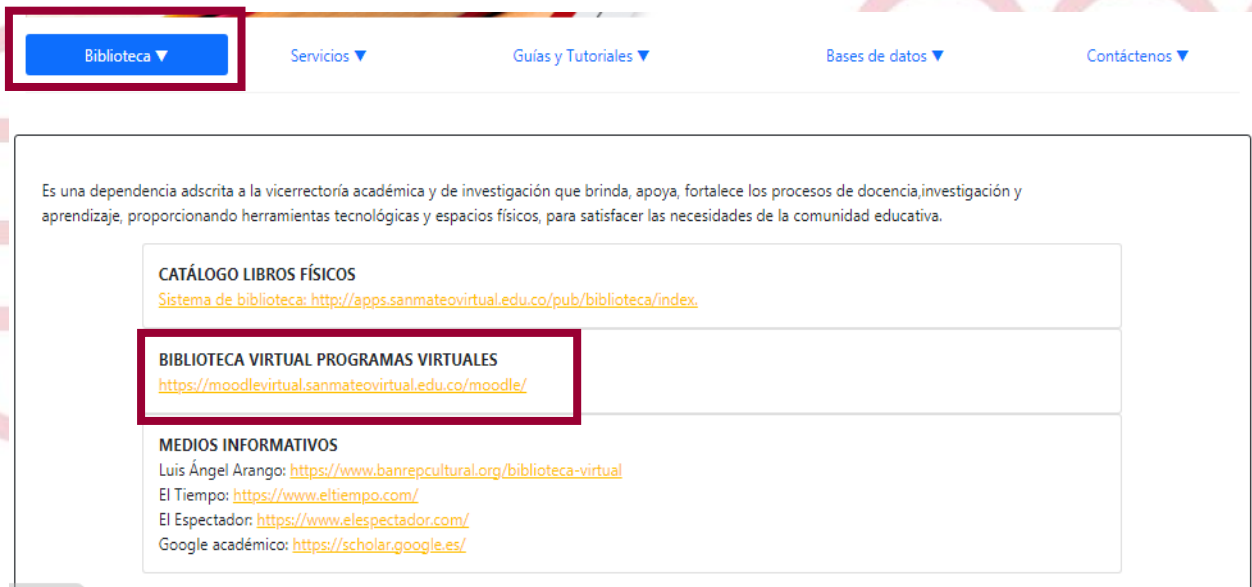 Biblioteca ▼
Servicios ▼
Guías y Tutoriales ▼
Bases de datos ▼
Contáctenos ▼
Es una dependencia adscrita a la vicerrectoría académica y de investigación que brinda, apoya, fortalece los procesos de docencia,investigación y
aprendizaje, proporcionando herramientas tecnológicas y espacios físicos, para satisfacer las necesidades de la comunidad educativa.
CATÁLOGO LIBROS FÍSICOS
Sistema de biblioteca: http://apps.sanmateovirtual.edu.co/pub/biblioteca/index.
BIBLIOTECA VIRTUAL PROGRAMAS VIRTUALES
https://moodlevirtual.sanmateovirtual.edu.co/moodle/
MEDIOS INFORMATIVOS
Luis Ángel Arango: https://www.banrepcultural.org/biblioteca-virtual
El Tiempo: https://www.eltiempo.com/
El Espectador: https://www.elespectador.com/
Google académico: https://scholar.google.es/